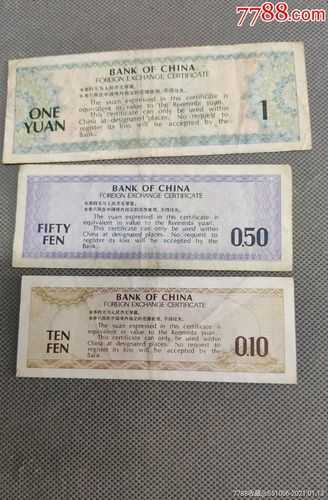 7788.com
BANK OF CHINA
FOREIGN EXCHANGE CERTIFICATE
ONE
YUAN
The yuan expressed in this certificate is
equivalent in value to the Renminbi yuan.
This certificate can only be used within
China at designated places. No request to
register its loss will be accepted by the
Bank.
1
BANK OF CHINA
FOREIGN EXCHANGE CERTIFICATE
FIFTY
FEN
The yuan expressed in this certificate is
equivalent in value to the Renminbi yuan.
This certificate can only be used within
China at designated places. No request to
register its loss will be accepted by the
Bank.
0.50
BANK OF CHINA
FOREIGN EXCHANGE CERTIFICATE
TEN
FEN
The yuan expressed in this certificate is
equivalent in value to the Renminbi yuan.
This certificate can only be used within
China at designated places. No request to
register its loss will be accepted by the
Bank.
0.10